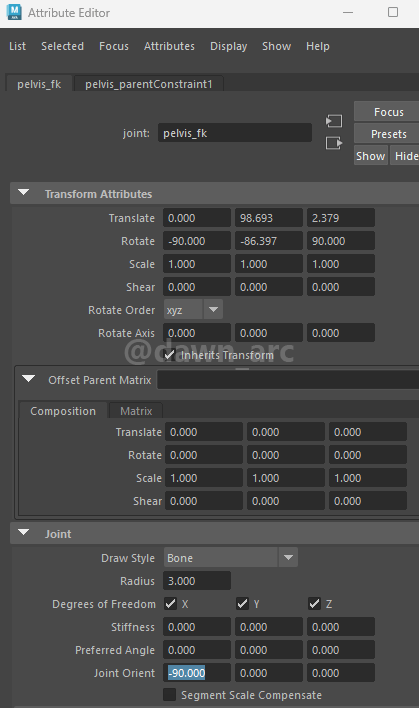 Attribute Editor
List Selected Focus Attributes Display Show Help
pelvis_fk pelvis_parentConstraint1
Focus
joint: pelvis_fk
Presets
Show Hide
Transform Attributes
Translate 0.000 98.693 2.379
Rotate -90.000 -86.397 90.000
Scale 1.000 1.000 1.000
Shear 0.000 0.000 0.000
Rotate Order xyz
Rotate Axis 0.000 0.000 0.000
@dawn_arc
Inherits Transform
Offset Parent Matrix
Composition Matrix
Translate 0.000 0.000 0.000
Rotate 0.000 0.000 0.000
Scale 1.000 1.000 1.000
Shear 0.000 0.000 0.000
Joint
Draw Style Bone
Radius 3.000
Degrees of Freedom X Y Z
Stiffness 0.000 0.000 0.000
Preferred Angle 0.000 0.000 0.000
Joint Orient -90.000 0.000 0.000
Segment Scale Compensate